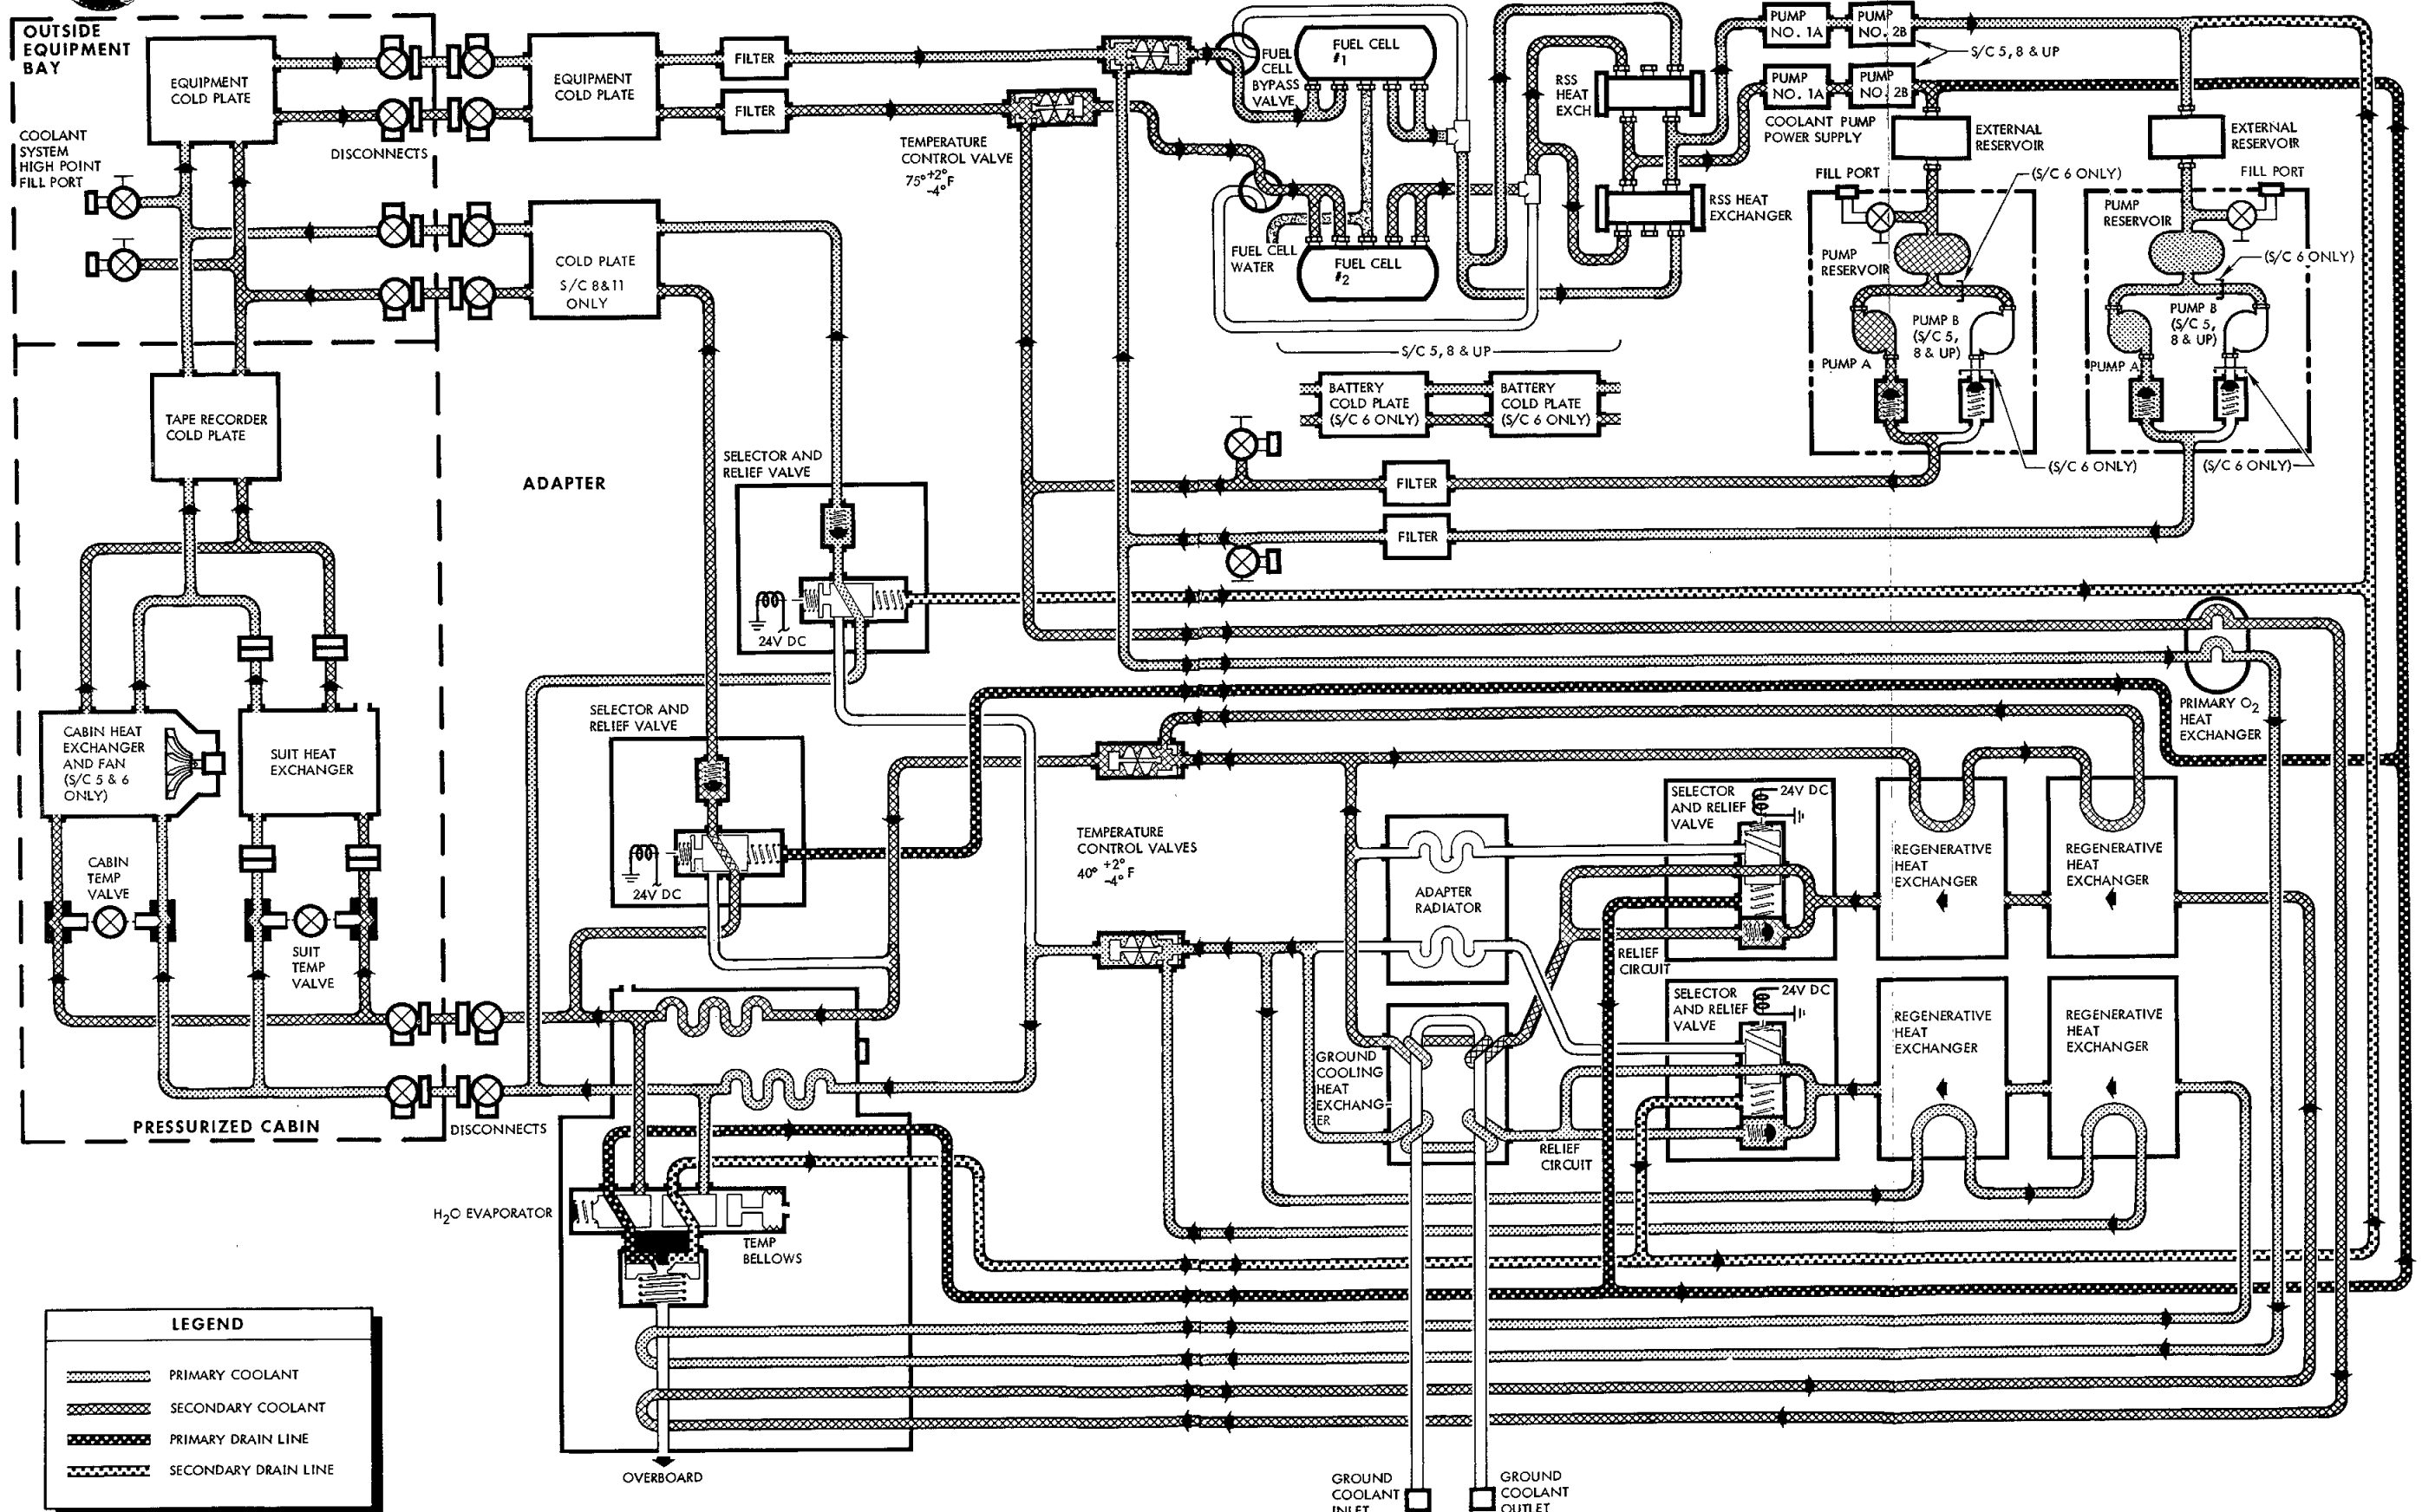 OUTSIDE
EQUIPMENT
BAY
EQUIPMENT
COLD PLATE
COOLANT
SYSTEM
HIGH POINT
FILL PORT
DISCONNECTS
EQUIPMENT
COLD PLATE
FILTER
FILTER
COLD PLATE
S/C 8&11
ONLY
TEMPERATURE
CONTROL VALVE
75° +2°
-4° F
FUEL
CELL
BYPASS
VALVE
FUEL CELL
#1
FUEL CELL
WATER
FUEL CELL
#2
RSS
HEAT
EXCH
RSS HEAT
EXCHANGER
PUMP
NO. 1A
PUMP
NO. 2B
S/C 5, 8 & UP
PUMP
NO. 1A
PUMP
NO. 2B
COOLANT PUMP
POWER SUPPLY
EXTERNAL
RESERVOIR
EXTERNAL
RESERVOIR
FILL PORT
(S/C 6 ONLY)
FILL PORT
PUMP
RESERVOIR
PUMP
RESERVOIR
(S/C 6 ONLY)
PUMP B
(S/C 5,
8 & UP)
PUMP B
(S/C 5,
8 & UP)
PUMP A
PUMP A
(S/C 6 ONLY)
(S/C 6 ONLY)
S/C 5, 8 & UP
BATTERY
COLD PLATE
(S/C 6 ONLY)
BATTERY
COLD PLATE
(S/C 6 ONLY)
FILTER
FILTER
TAPE RECORDER
COLD PLATE
ADAPTER
SELECTOR AND
RELIEF VALVE
24V DC
SELECTOR AND
RELIEF VALVE
24V DC
PRIMARY O2
HEAT
EXCHANGER
CABIN HEAT
EXCHANGER
AND FAN
(S/C 5 & 6
ONLY)
SUIT HEAT
EXCHANGER
CABIN
TEMP
VALVE
SUIT
TEMP
VALVE
TEMPERATURE
CONTROL VALVES
40° +2°
-4° F
ADAPTER
RADIATOR
SELECTOR
AND RELIEF
VALVE
24V DC
RELIEF
CIRCUIT
REGENERATIVE
HEAT
EXCHANGER
REGENERATIVE
HEAT
EXCHANGER
SELECTOR
AND RELIEF
VALVE
24V DC
REGENERATIVE
HEAT
EXCHANGER
REGENERATIVE
HEAT
EXCHANGER
GROUND
COOLING
HEAT
EXCHANG-
ER
RELIEF
CIRCUIT
PRESSURIZED CABIN
DISCONNECTS
H2O EVAPORATOR
TEMP
BELLOWS
OVERBOARD
GROUND
COOLANT
INLET
GROUND
COOLANT
OUTLET
LEGEND
PRIMARY COOLANT
SECONDARY COOLANT
PRIMARY DRAIN LINE
SECONDARY DRAIN LINE